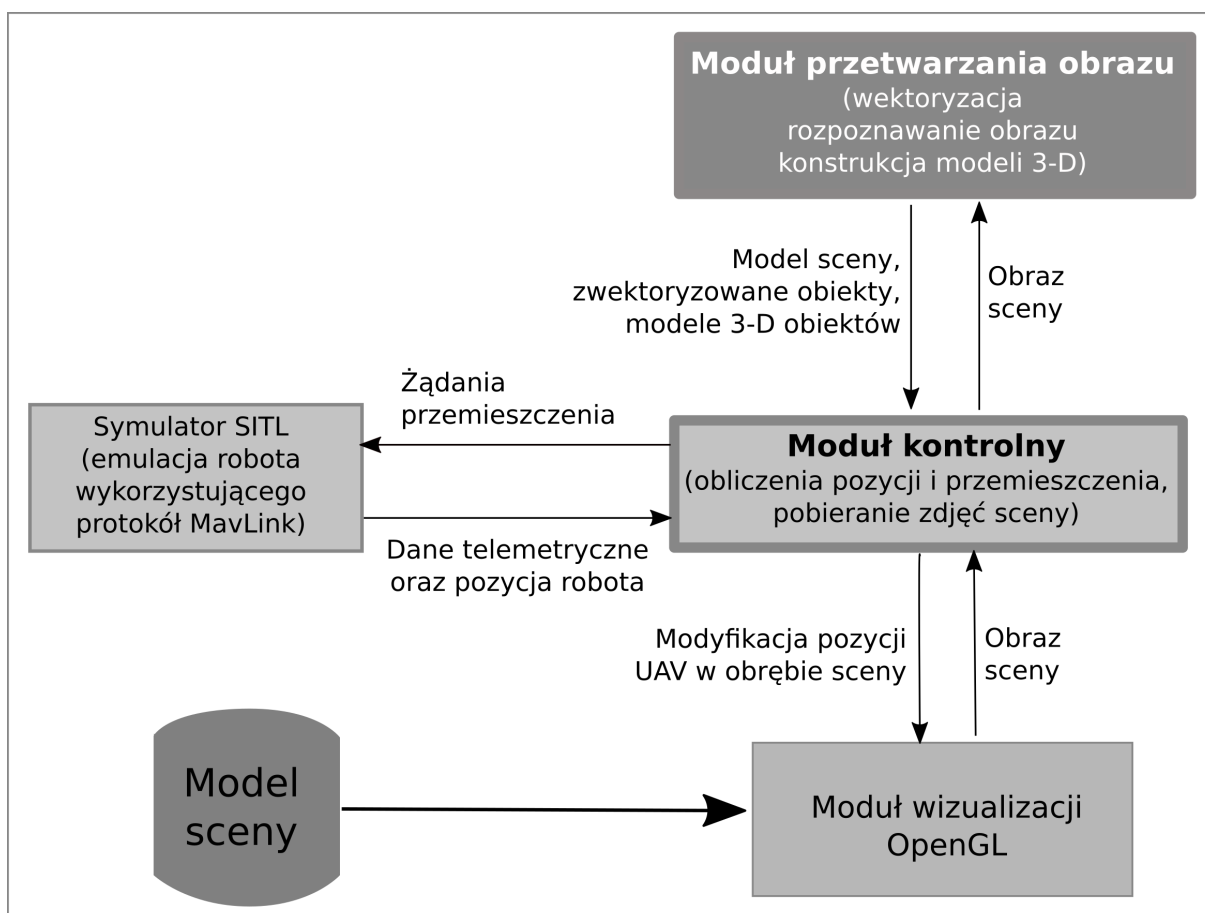 Moduł przetwarzania obrazu
(wektoryzacja
rozpoznawanie obrazu
konstrukcja modeli 3-D)
Model sceny,
zwektoryzowane obiekty,
modele 3-D obiektów
Obraz
sceny
Żądania
przemieszczenia
Symulator SITL
(emulacja robota
wykorzystującego
protokół MavLink)
Moduł kontrolny
(obliczenia pozycji i przemieszczenia,
pobieranie zdjęć sceny)
Dane telemetryczne
oraz pozycja robota
Modyfikacja pozycji
UAV w obrębie sceny
Obraz
sceny
Model
sceny
Moduł wizualizacji
OpenGL